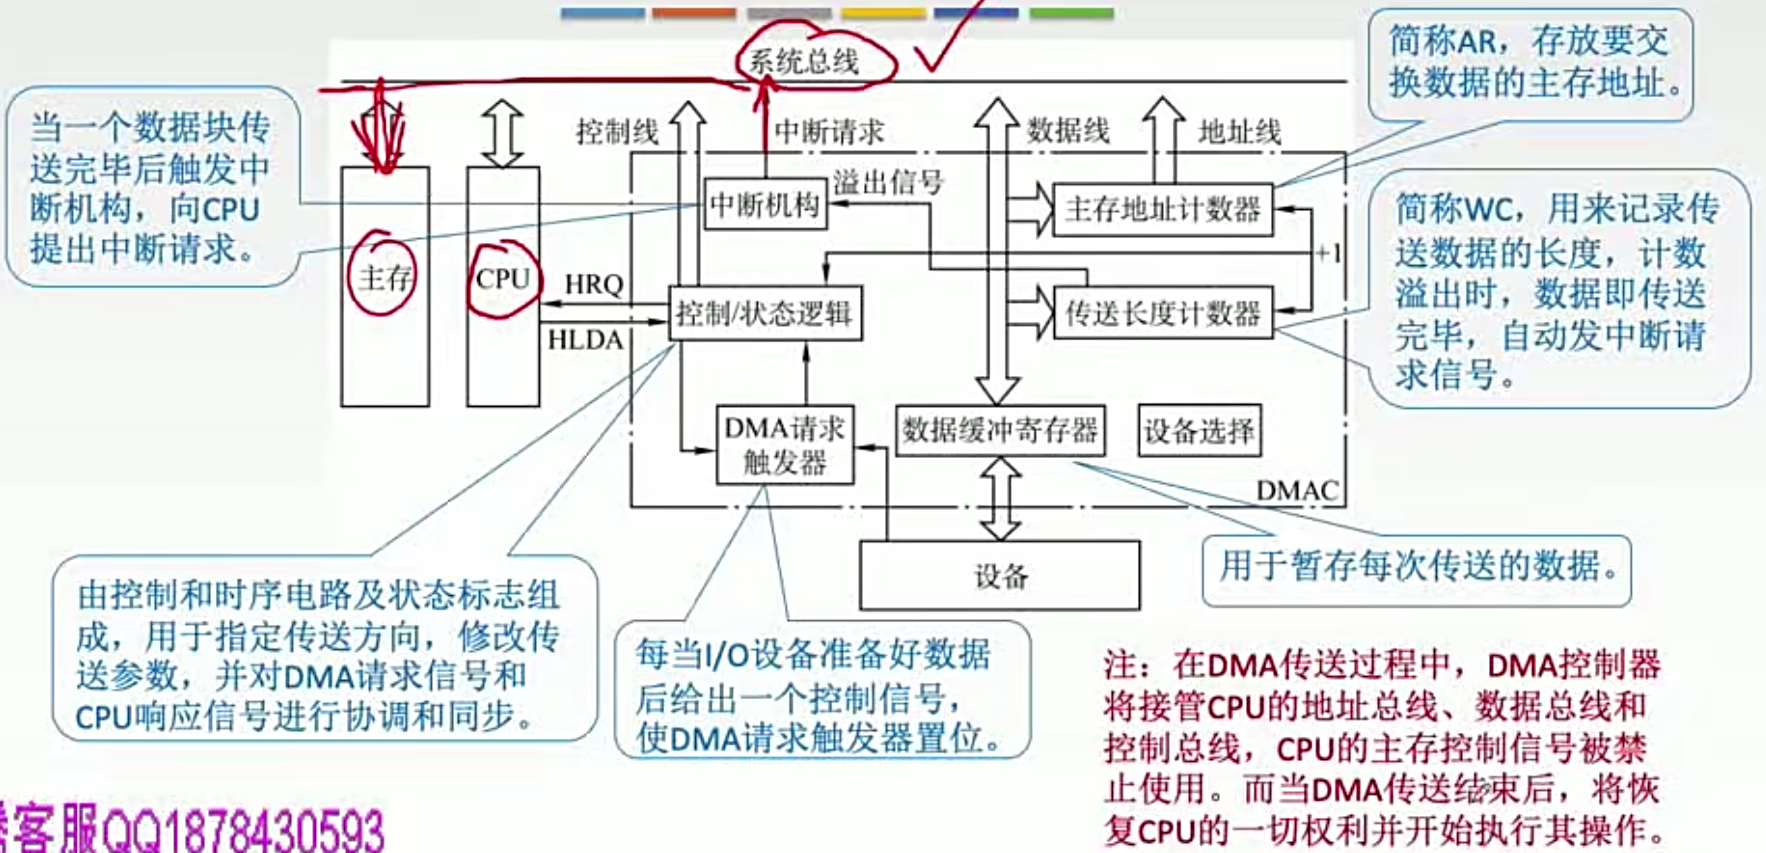 系统总线
简称AR，存放要交
换数据的主存地址。
当一个数据块传
送完毕后触发中
断机构，向CPU
提出中断请求。
控制线
中断请求
数据线
地址线
中断机构
溢出信号
主存地址计数器
简称WC，用来记录传
送数据的长度，计数
溢出时，数据即传送
完毕，自动发中断请
求信号。
+1
主存
CPU
HRQ
HLDA
控制/状态逻辑
传送长度计数器
DMA请求
触发器
数据缓冲寄存器
设备选择
DMAC
设备
用于暂存每次传送的数据。
由控制和时序电路及状态标志组
成，用于指定传送方向，修改传
送参数，并对DMA请求信号和
CPU响应信号进行协调和同步。
每当I/O设备准备好数据
后给出一个控制信号，
使DMA请求触发器置位。
注：在DMA传送过程中，DMA控制器
将接管CPU的地址总线、数据总线和
控制总线，CPU的主存控制信号被禁
止使用。而当DMA传送结束后，将恢
复CPU的一切权利并开始执行其操作。
客服QQ1878430593